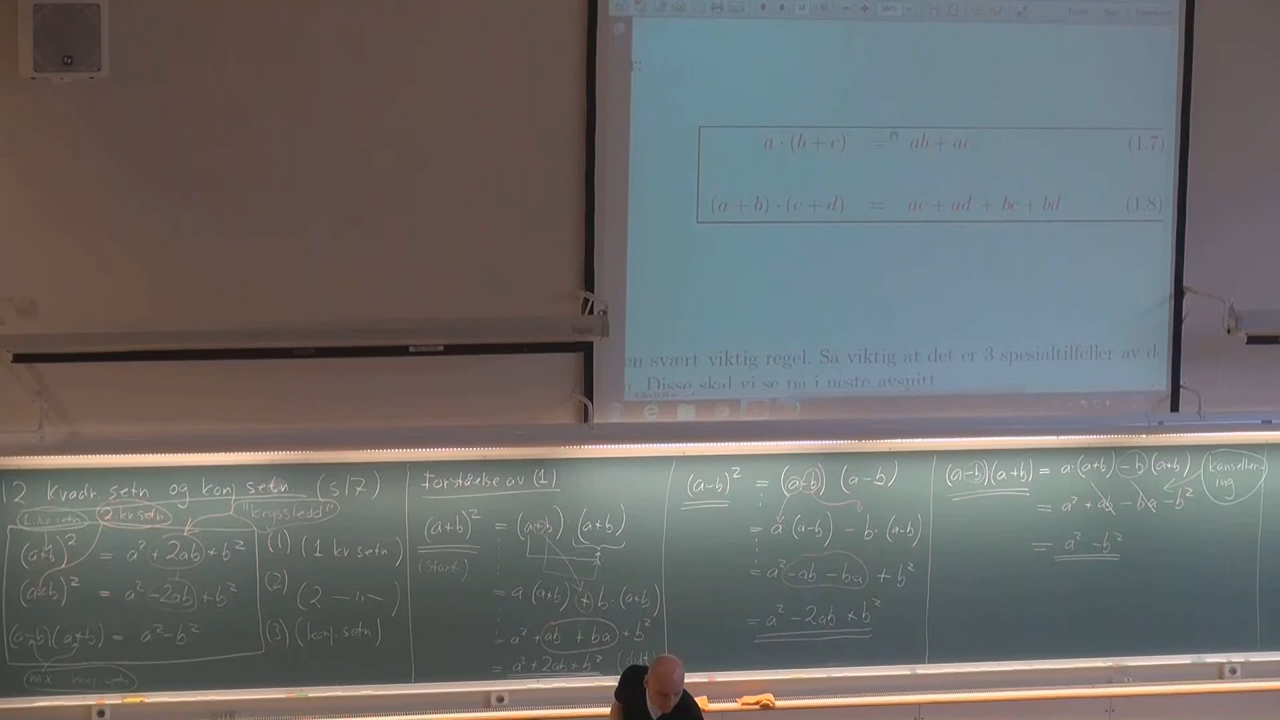 a · (b + c) = ab + ac (1.7)
(a + b) · (c + d) = ac + ad + bc + bd (1.8)
en svært viktig regel. Så viktig at det er 3 spesialtilfeller av d
Disse skal vi se på i neste avsnitt
12 kvadr. setn og konj setn (s17)
1. kv setn 2 kv setn "kryssledd"
(a+b)² = a² + 2ab + b² (1) (1 kv setn)
(a-b)² = a² - 2ab + b² (2) (2 —"— )
(a-b)(a+b) = a² - b² (3) (konj. setn)
konj setn
Forståelse av (1)
(a+b)² = (a+b) (a+b)
(Start)
= a (a+b) + b · (a+b)
= a² + ab + ba + b²
= a² + 2ab + b²
(a-b)² = (a-b) (a-b)
= a (a-b) - b · (a-b)
= a² - ab - ba + b²
= a² - 2ab + b²
(a-b)(a+b) = a·(a+b) - b(a+b)
kanseller-
ing
= a² + ab - ba - b²
= a² - b²